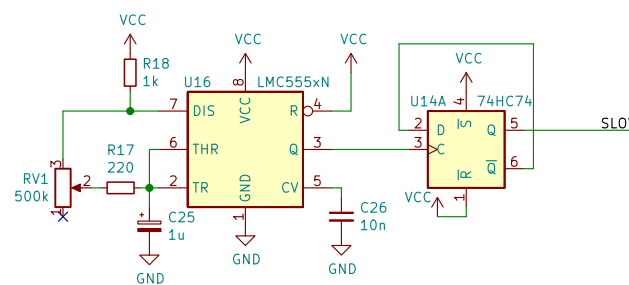 VCC
R18
1k
VCC
VCC
VCC
U16
LMC555xN
8
VCC
7
DIS
R
4
6
THR
Q
3
2
TR
CV
5
GND
1
GND
R17
220
RV1
500k
3
2
1
C25
1u
+
GND
C26
10n
GND
U14A
74HC74
4
S
2
D
Q
5
SLO
3
C
Q
6
R
1
VCC